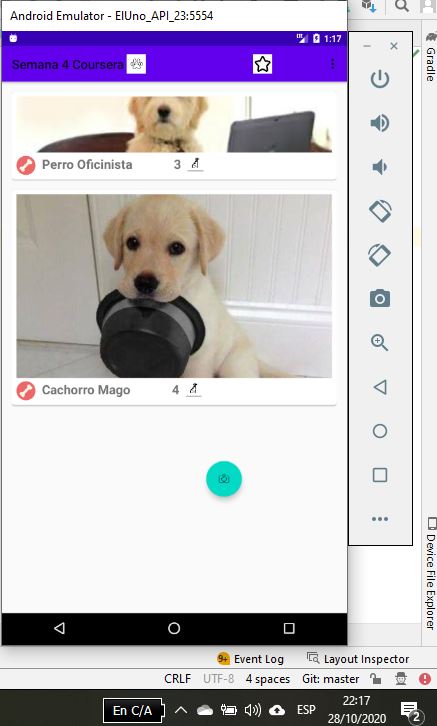 Android Emulator - ElUno_API_23:5554
1:17
Semana 4 Coursera
Perro Oficinista 3
Cachorro Mago 4
Gradle
Device File Explorer
9+ Event Log Layout Inspector
CRLF UTF-8 4 spaces Git: master
En C/A ESP 22:17
28/10/2020 2